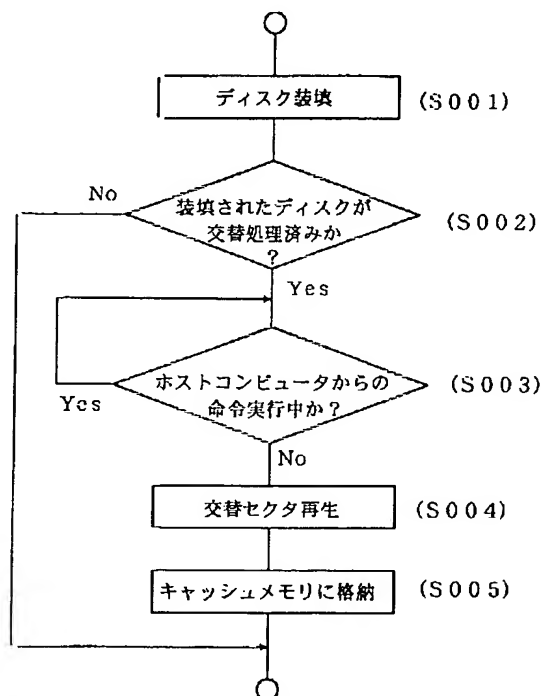 ディスク装填
(S001)
No
装填されたディスクが
交替処理済みか
?
(S002)
Yes
ホストコンピュータからの
命令実行中か?
(S003)
Yes
No
交替セクタ再生
(S004)
キャッシュメモリに格納
(S005)